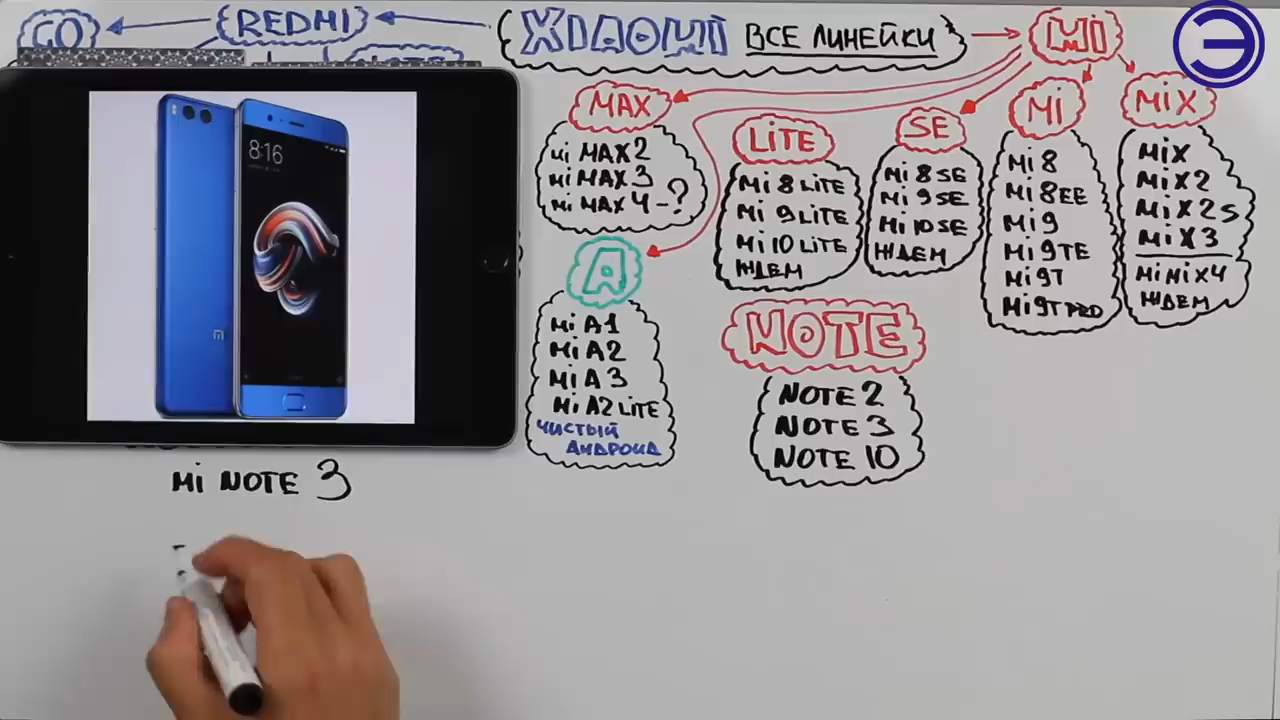 GO
REDMI
XIAOMI ВСЕ ЛИНЕЙКИ
Mi
Э
NOTE
8:16
mi
MAX
Mi MAX 2
Mi MAX 3
Mi MAX 4 - ?
LiTE
Mi 8 LiTE
Mi 9 LiTE
Mi 10 LiTE
ЖДЕМ
SE
Mi 8 SE
Mi 9 SE
Mi 10 SE
ЖДЕМ
Mi
Mi 8
Mi 8EE
Mi 9
Mi 9TE
Mi 9T
Mi 9T PRO
MiX
MiX
MiX 2
MiX 2S
MiX 3
Mi MiX 4
ЖДЕМ
A
Mi A1
Mi A2
Mi A3
Mi A2 LiTE
ЧИСТЫЙ
АНДРОИД
NOTE
NOTE 2
NOTE 3
NOTE 10
Mi NOTE 3